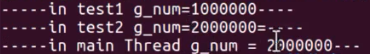 -----in test1 g_num=1000000----
-----in test2 g_num=2000000=----
-----in main Thread g_num = 2000000---